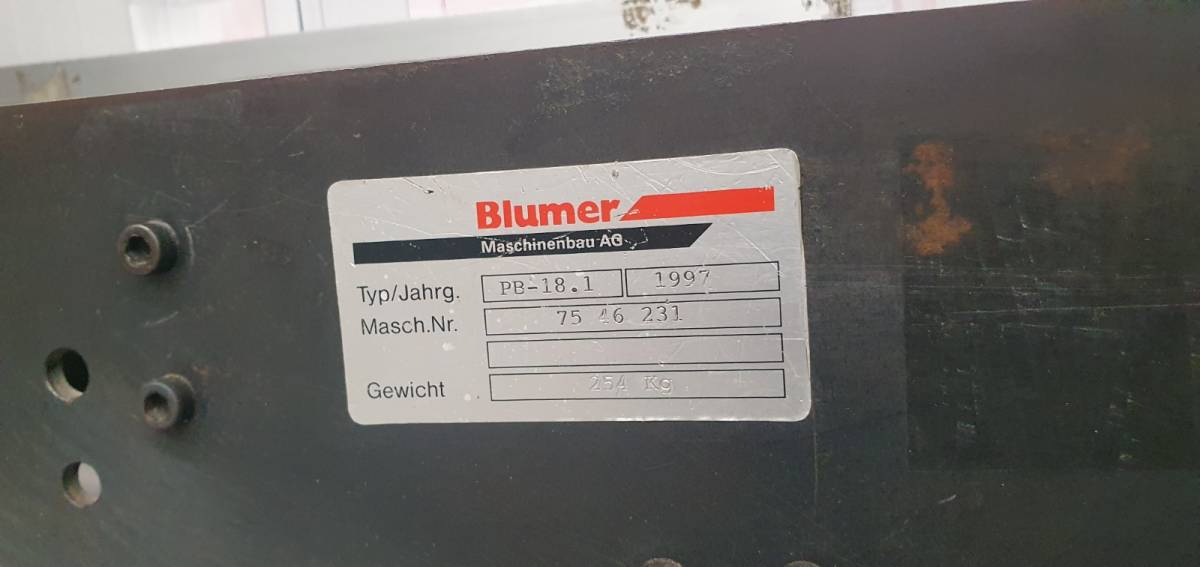 Blumer
Maschinenbau AG
Typ/Jahrg. PB-18.1 1997
Masch.Nr. 75 46 231
Gewicht 254 Kg